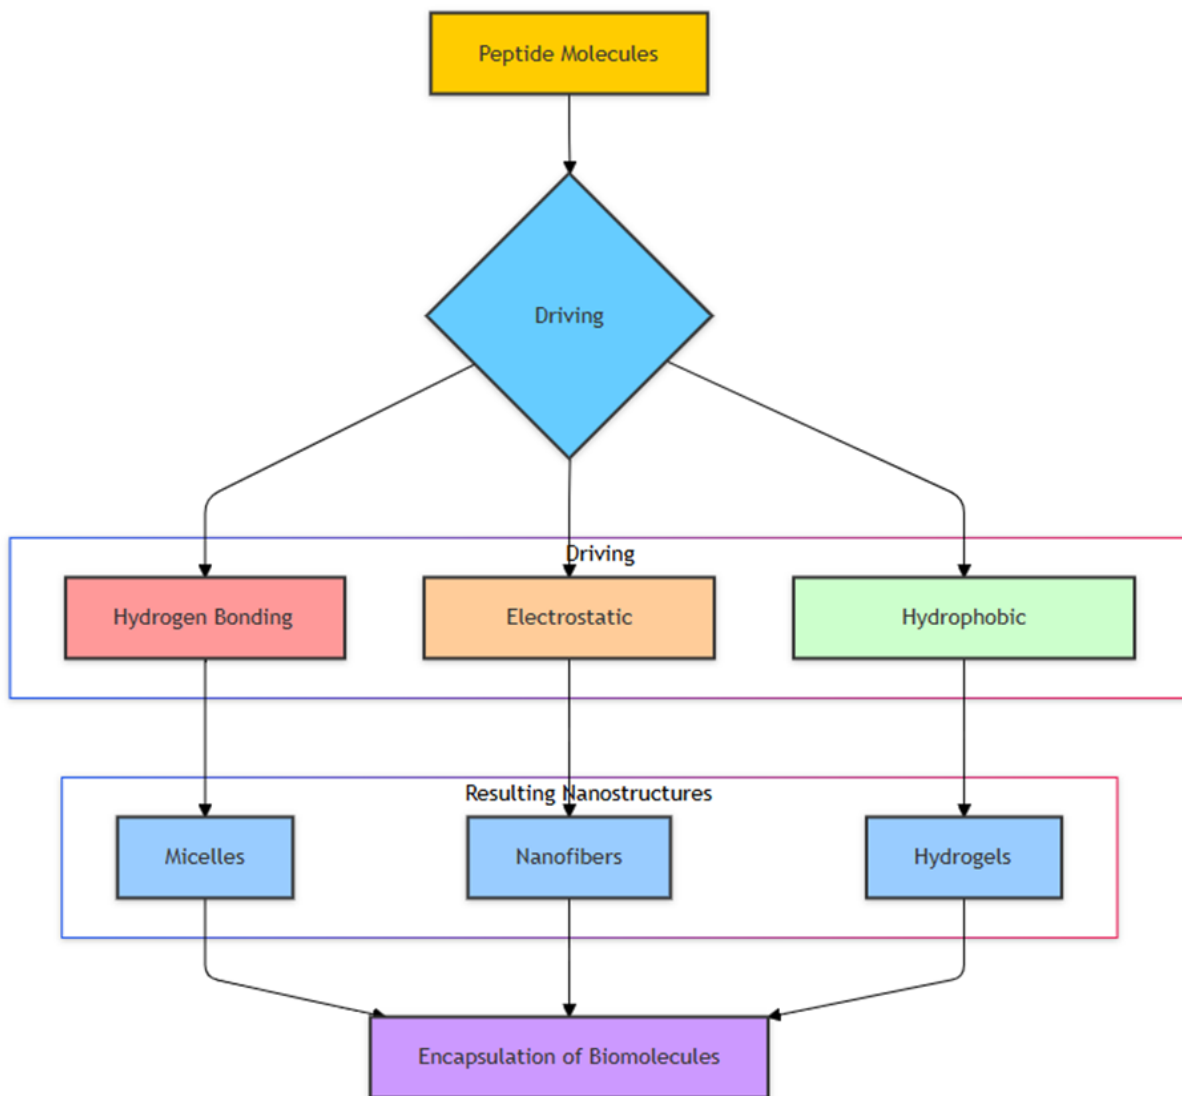 Peptide Molecules
Driving
Driving
Hydrogen Bonding
Electrostatic
Hydrophobic
Resulting Nanostructures
Micelles
Nanofibers
Hydrogels
Encapsulation of Biomolecules